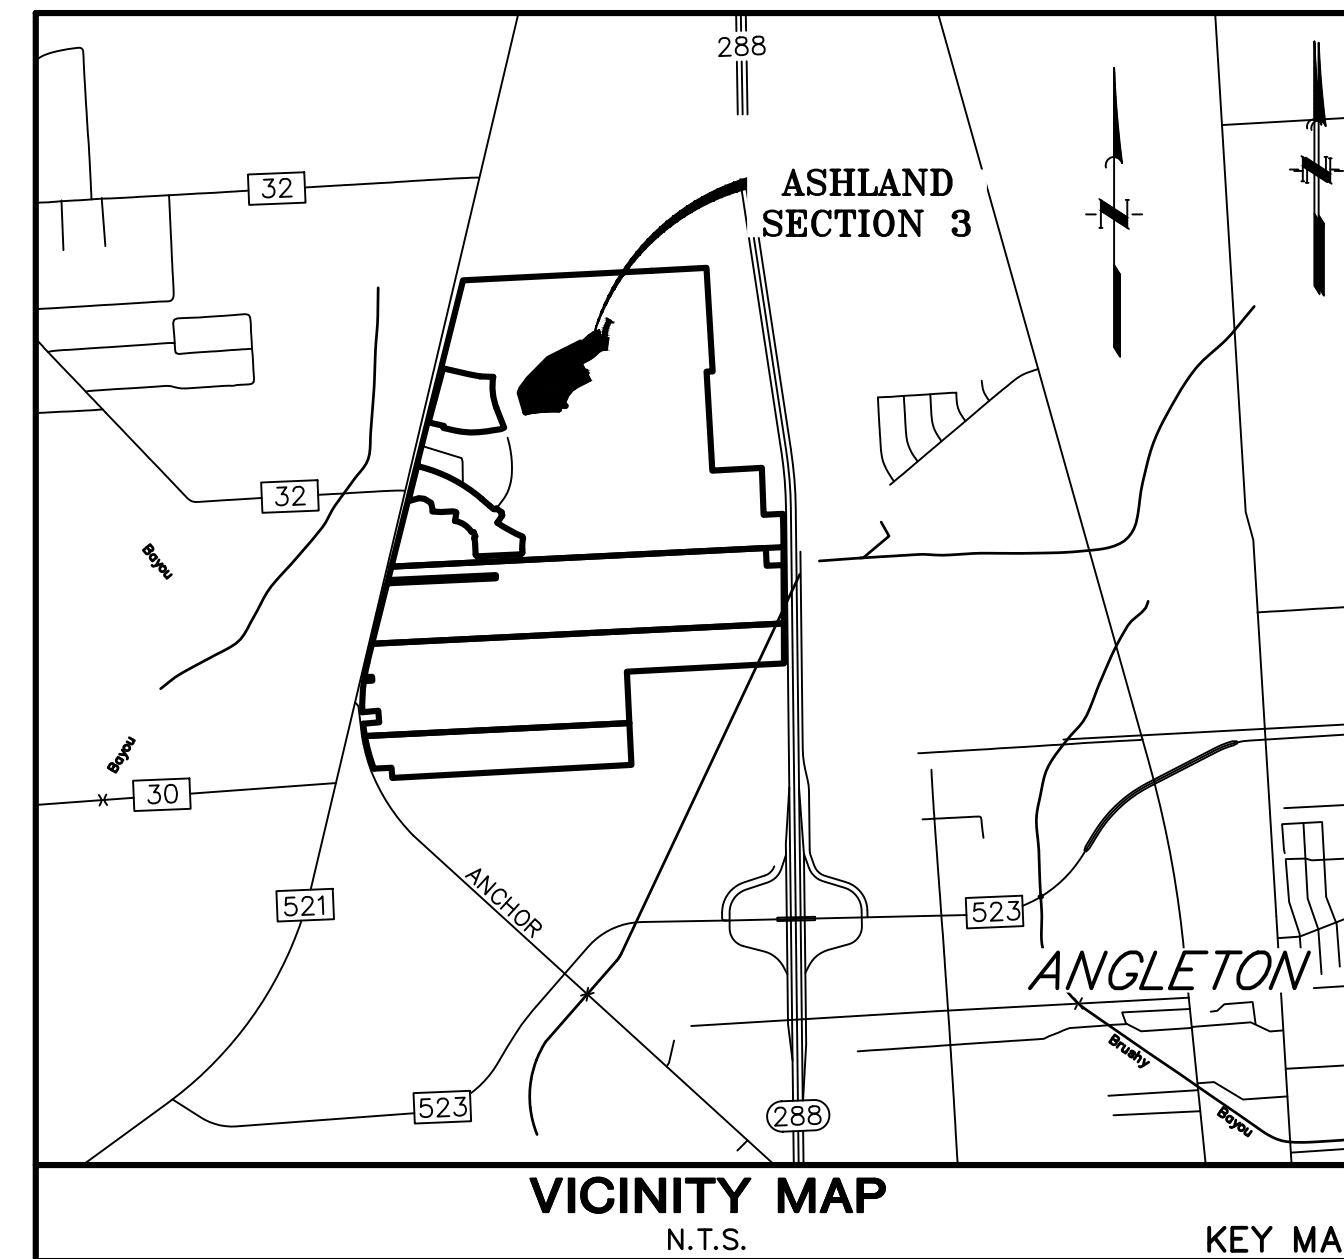 288
ASHLAND
SECTION 3
32
N
N
32
Bayou
Bayou
30
521
ANCHOR
523
ANGLETON
Brushy
Bayou
523
288
VICINITY MAP
N.T.S.
KEY MA